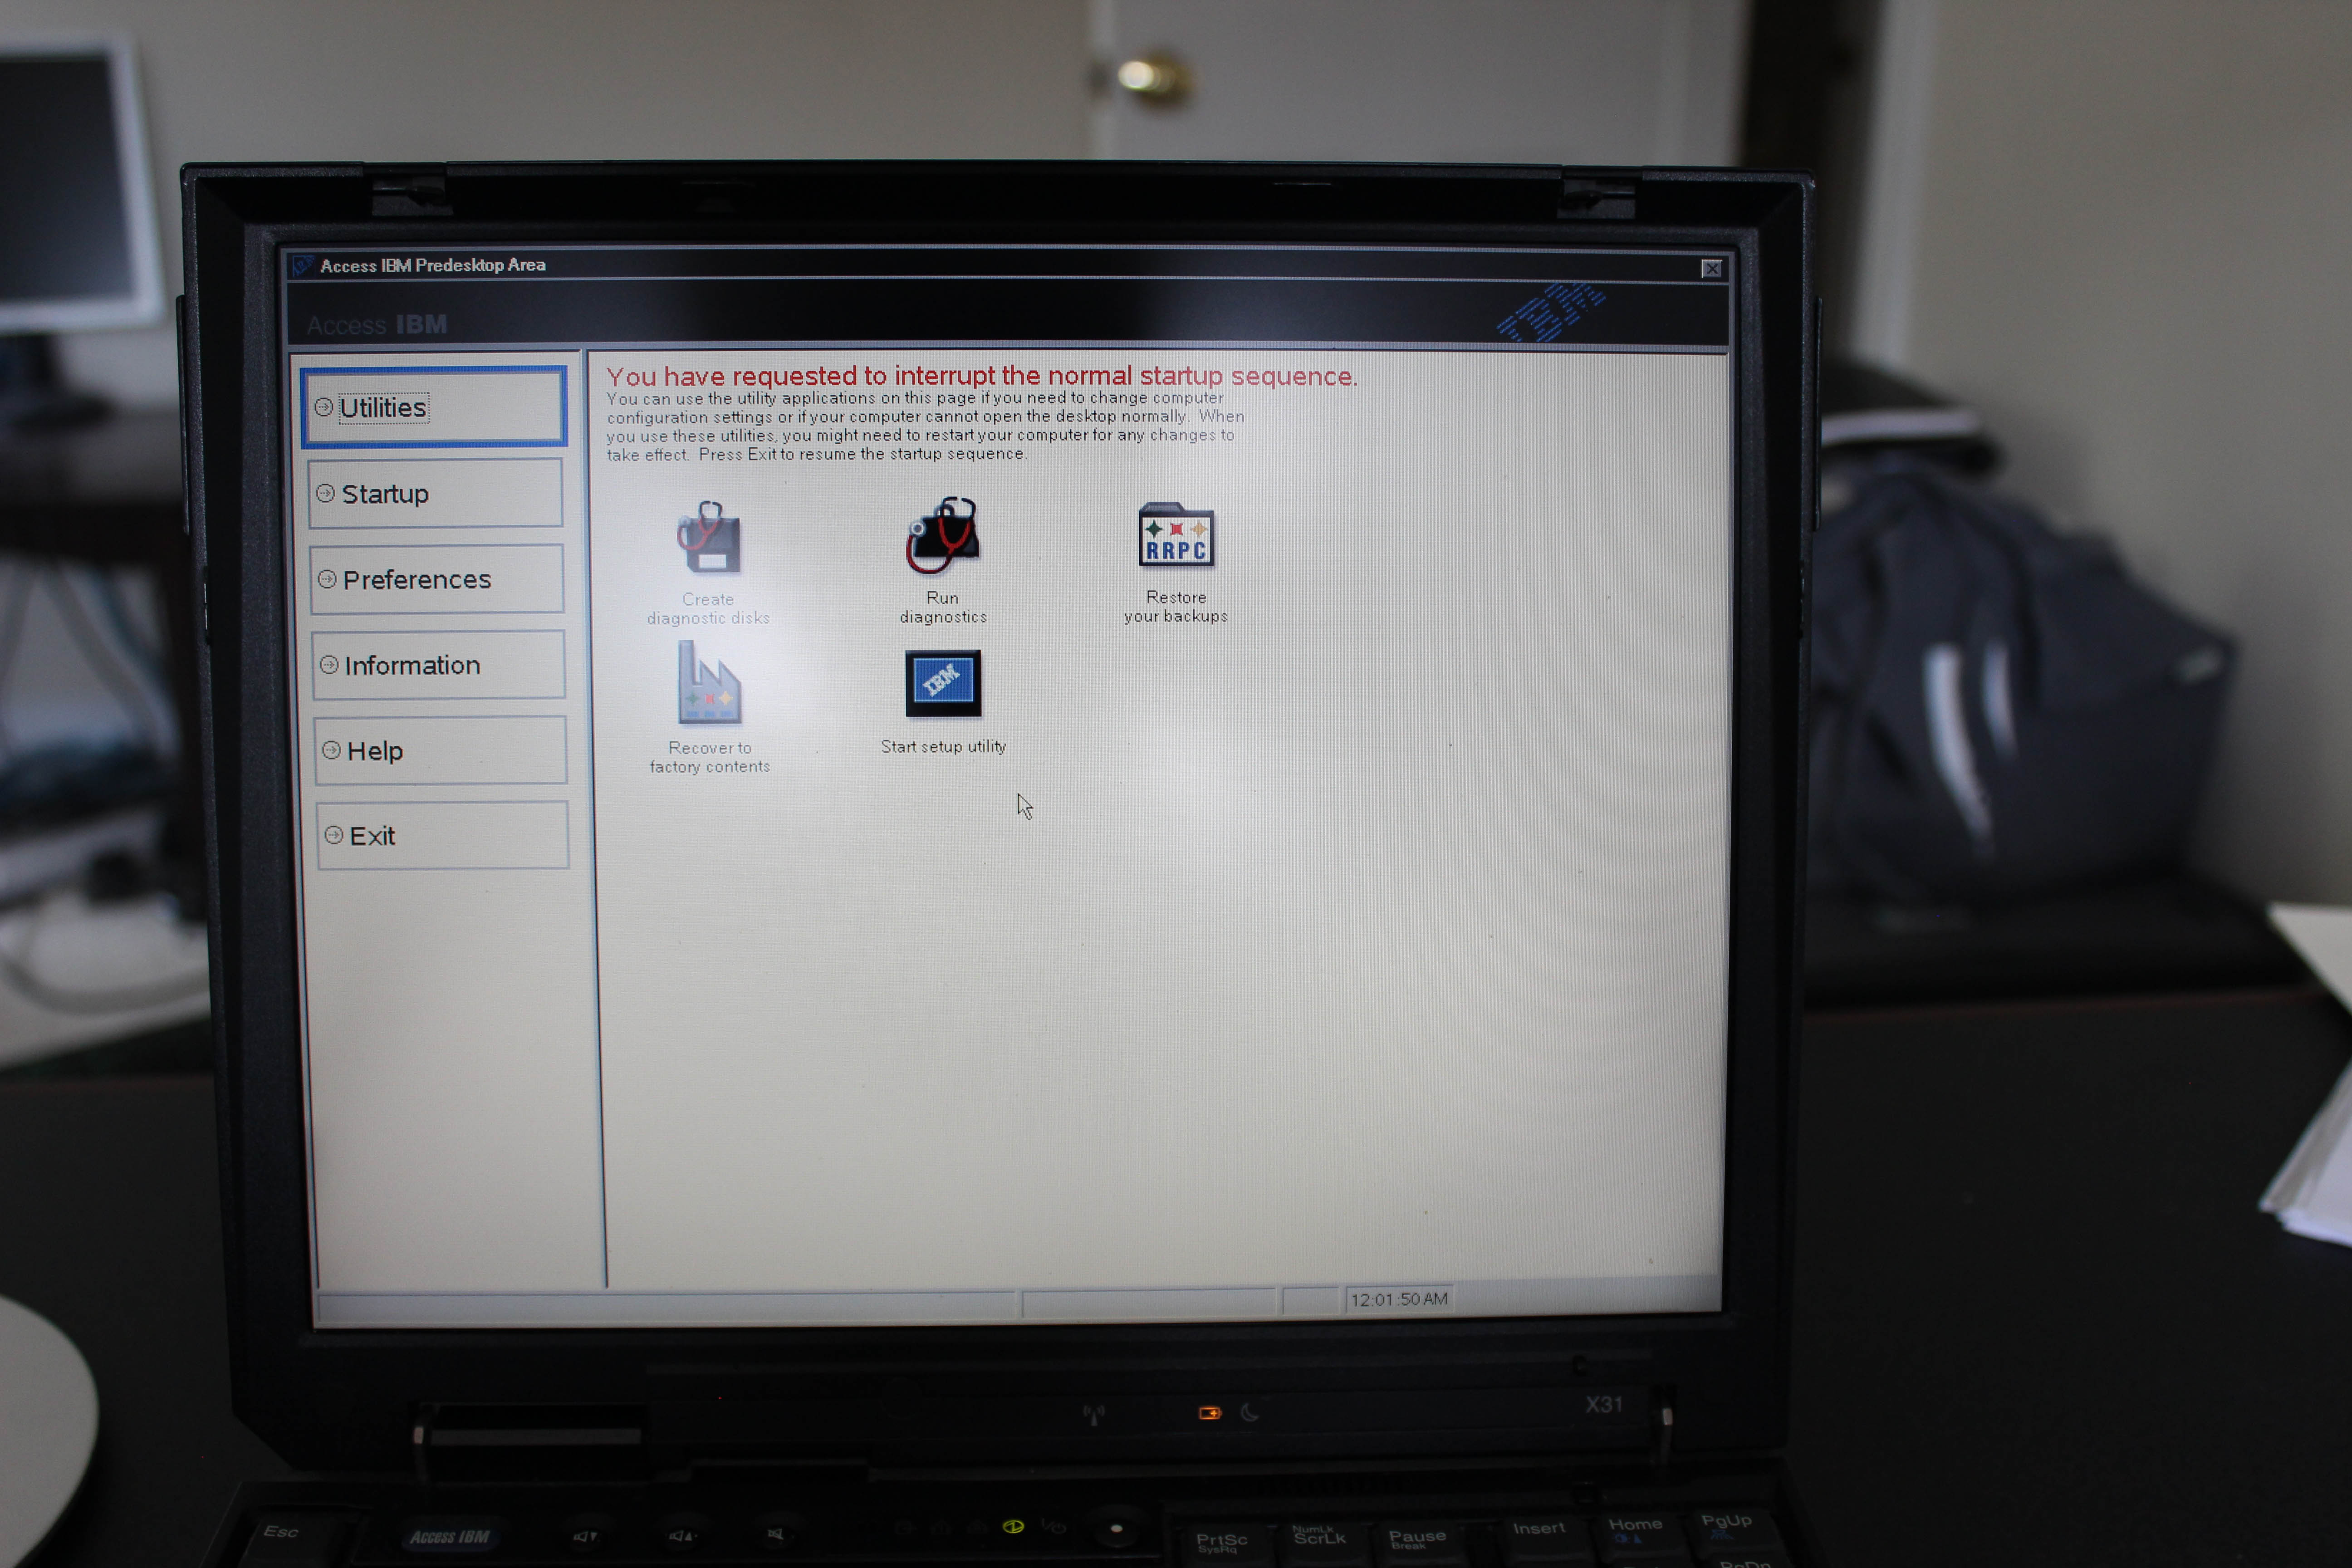 Access IBM Predesktop Area
Access IBM
IBM
Utilities
Startup
Preferences
Information
Help
Exit
You have requested to interrupt the normal startup sequence.
You can use the utility applications on this page if you need to change computer
configuration settings or if your computer cannot open the desktop normally. When
you use these utilities, you might need to restart your computer for any changes to
take effect. Press Exit to resume the startup sequence.
Create
diagnostic disks
Run
diagnostics
RRPC
Restore
your backups
Recover to
factory contents
IBM
Start setup utility
12:01:50 AM
X31
Esc
Access IBM
PrtSc
SysRq
NumLk
ScrLk
Pause
Break
Insert
Home
PgUp
PgDn